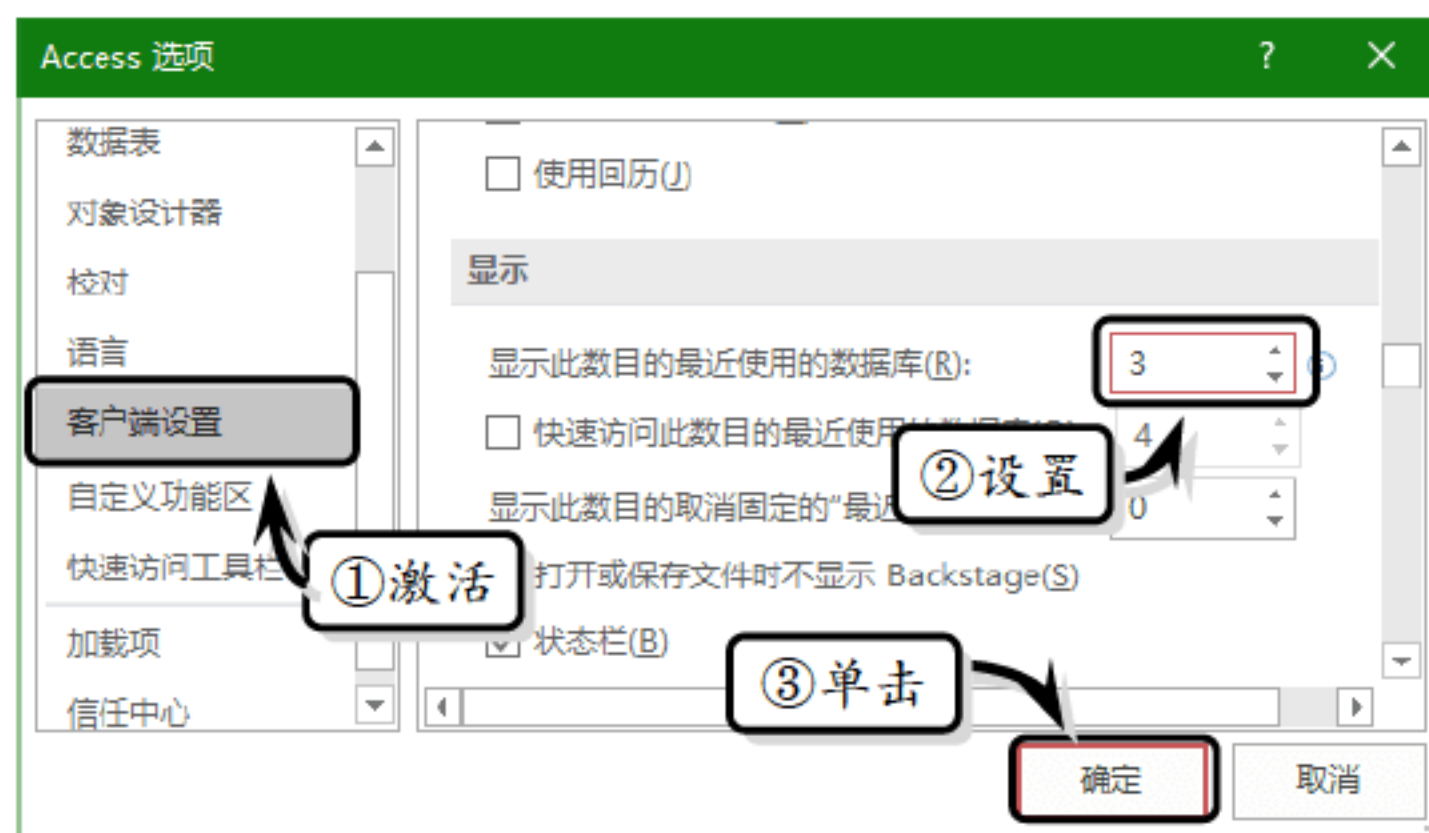 Access 选项 ? ×
数据表
对象设计器
校对
语言
客户端设置
自定义功能区
快速访问工具栏
加载项
信任中心
使用回历(J)
显示
显示此数目的最近使用的数据库(R): 3
快速访问此数目的最近使用 4
显示此数目的取消固定的“最近 0
打开或保存文件时不显示 Backstage(S)
状态栏(B)
①激活
②设置
③单击
确定 取消